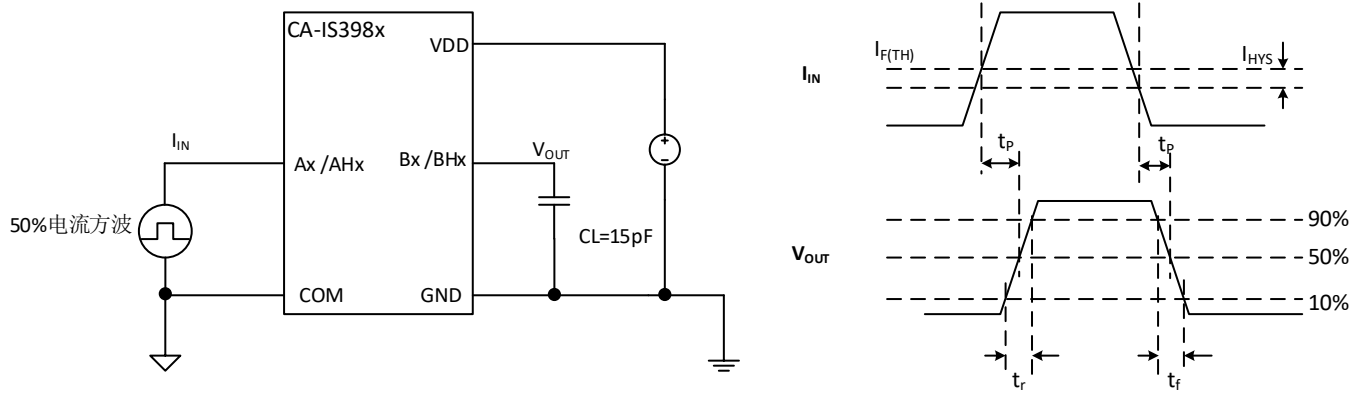 CA-IS398x
VDD
I_IN
Ax /AHx
Bx /BHx
V_OUT
50%电流方波
CL=15pF
COM
GND
I_F(TH)
I_HYS
I_IN
t_P
t_P
90%
V_OUT
50%
10%
t_r
t_f